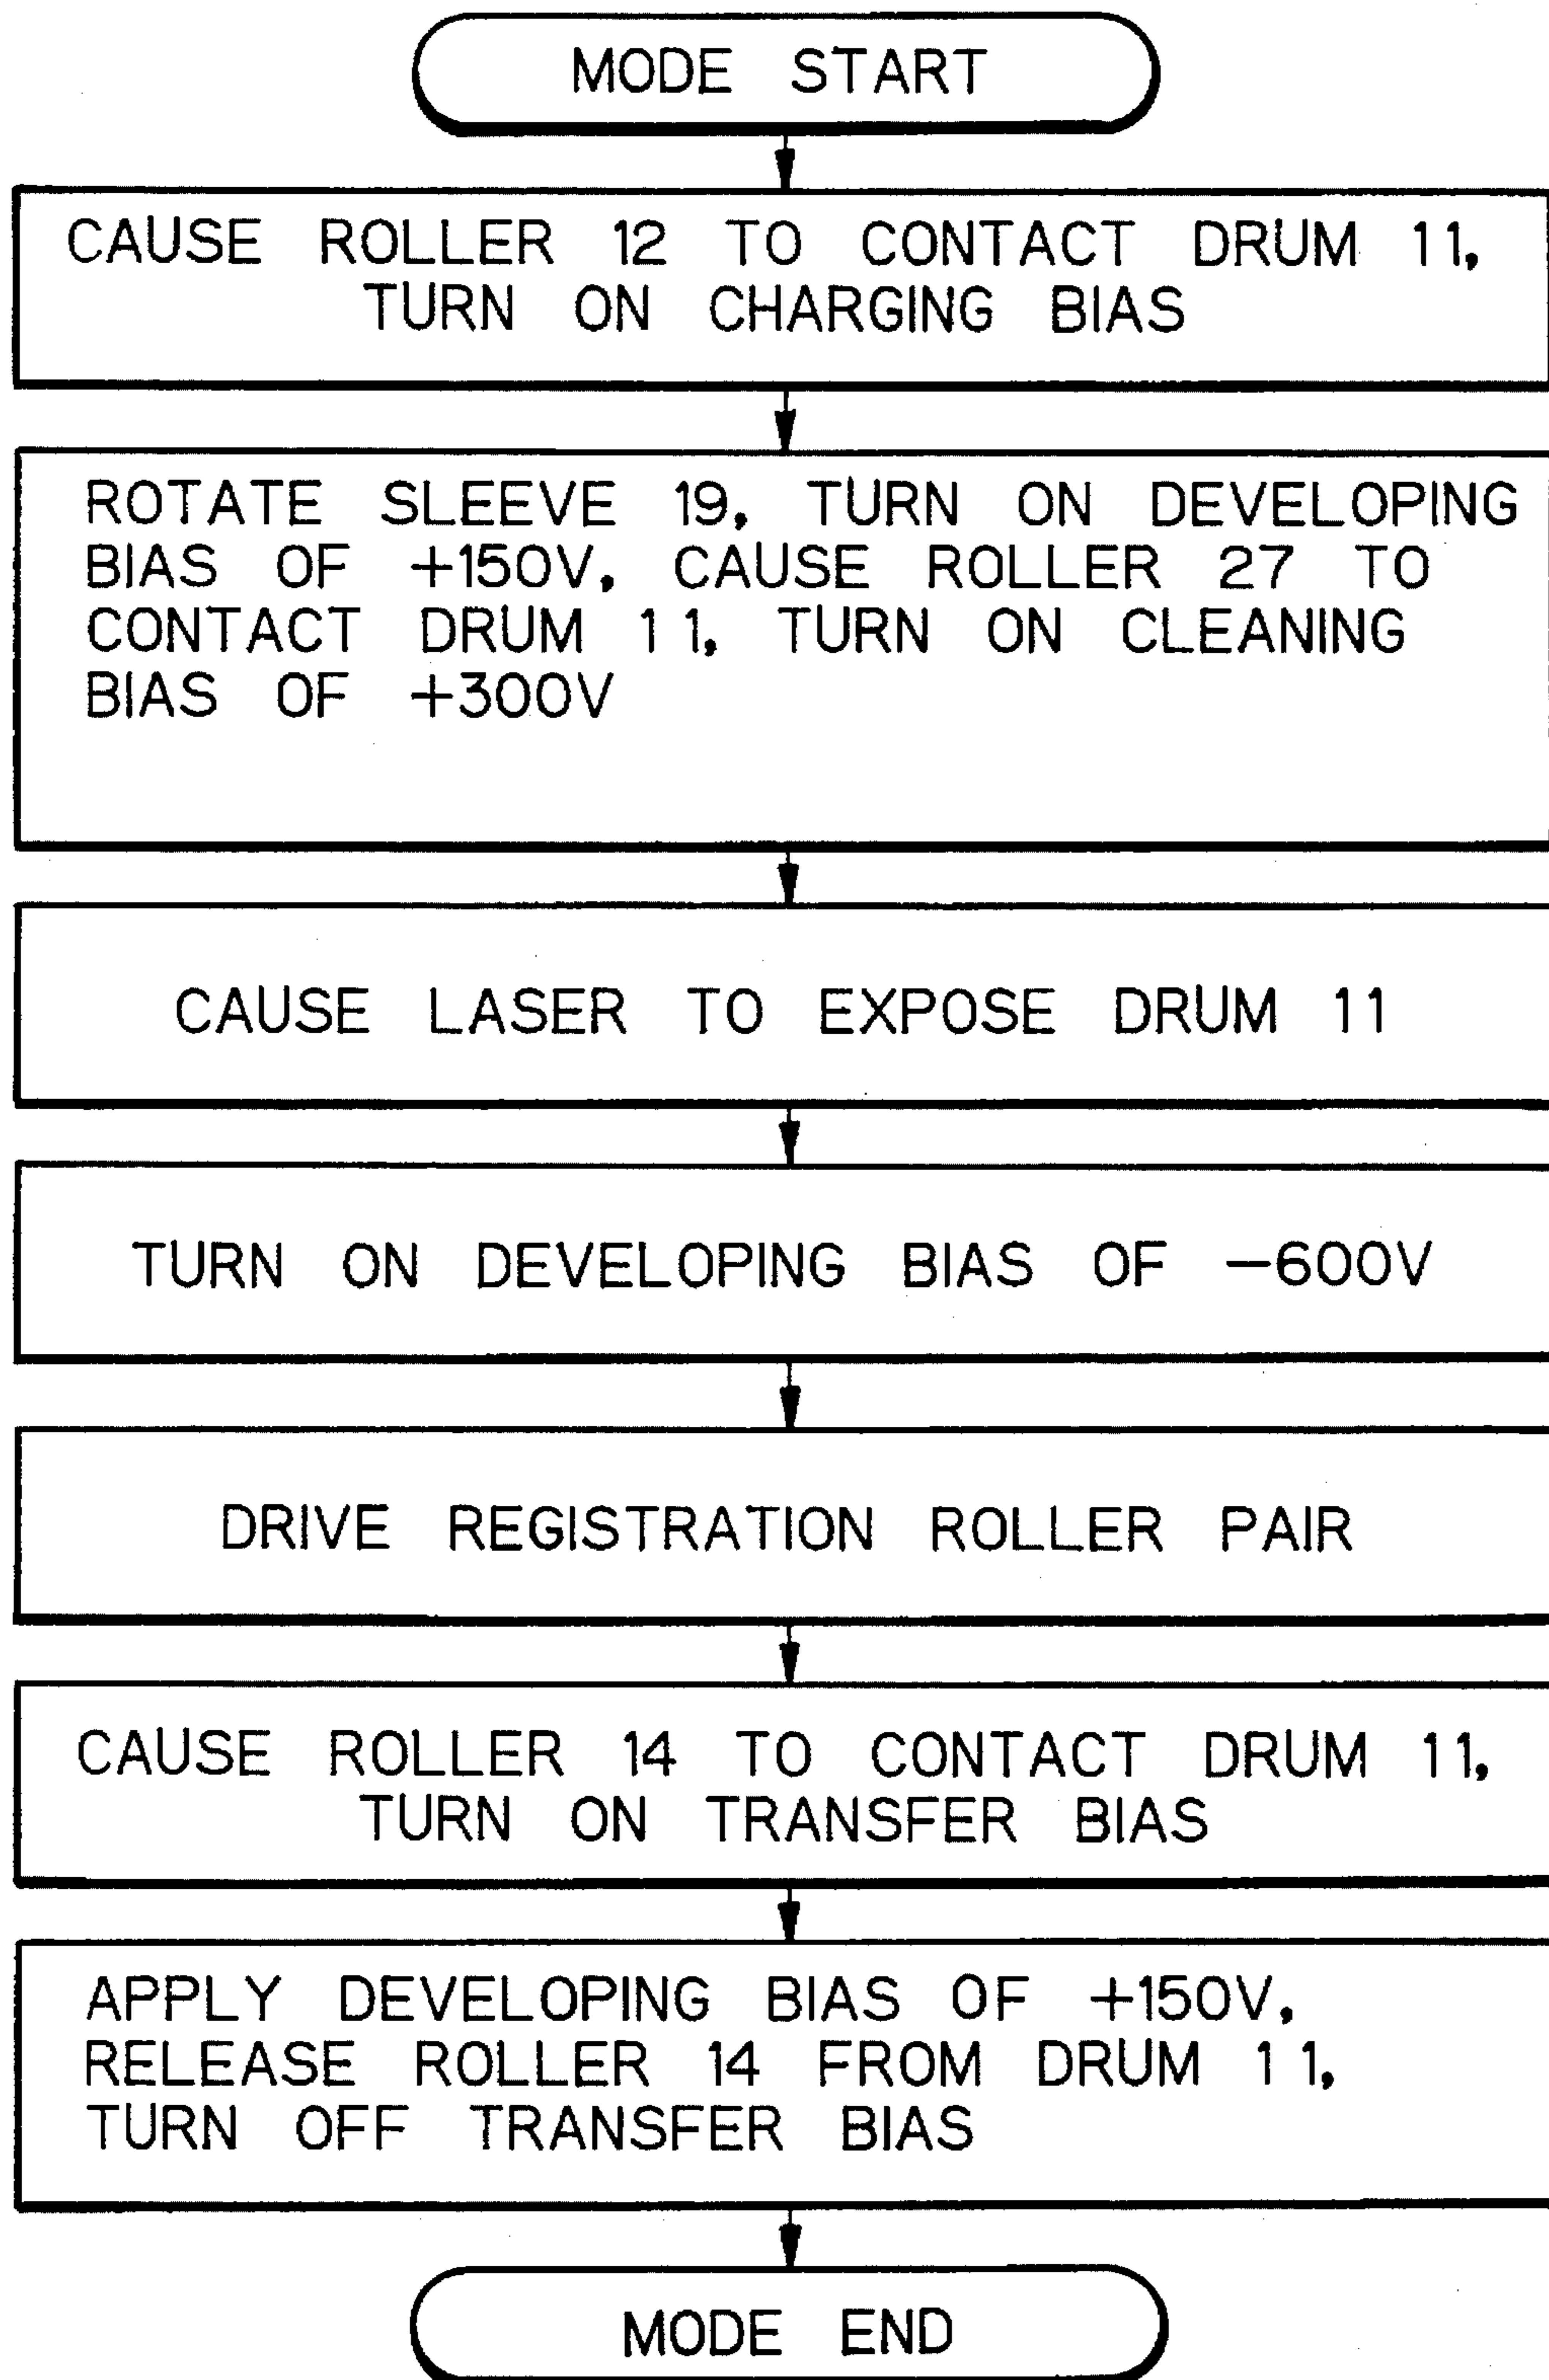 MODE START
CAUSE ROLLER 12 TO CONTACT DRUM 11,
TURN ON CHARGING BIAS
ROTATE SLEEVE 19, TURN ON DEVELOPING
BIAS OF +150V, CAUSE ROLLER 27 TO
CONTACT DRUM 11, TURN ON CLEANING
BIAS OF +300V
CAUSE LASER TO EXPOSE DRUM 11
TURN ON DEVELOPING BIAS OF −600V
DRIVE REGISTRATION ROLLER PAIR
CAUSE ROLLER 14 TO CONTACT DRUM 11,
TURN ON TRANSFER BIAS
APPLY DEVELOPING BIAS OF +150V,
RELEASE ROLLER 14 FROM DRUM 11,
TURN OFF TRANSFER BIAS
MODE END